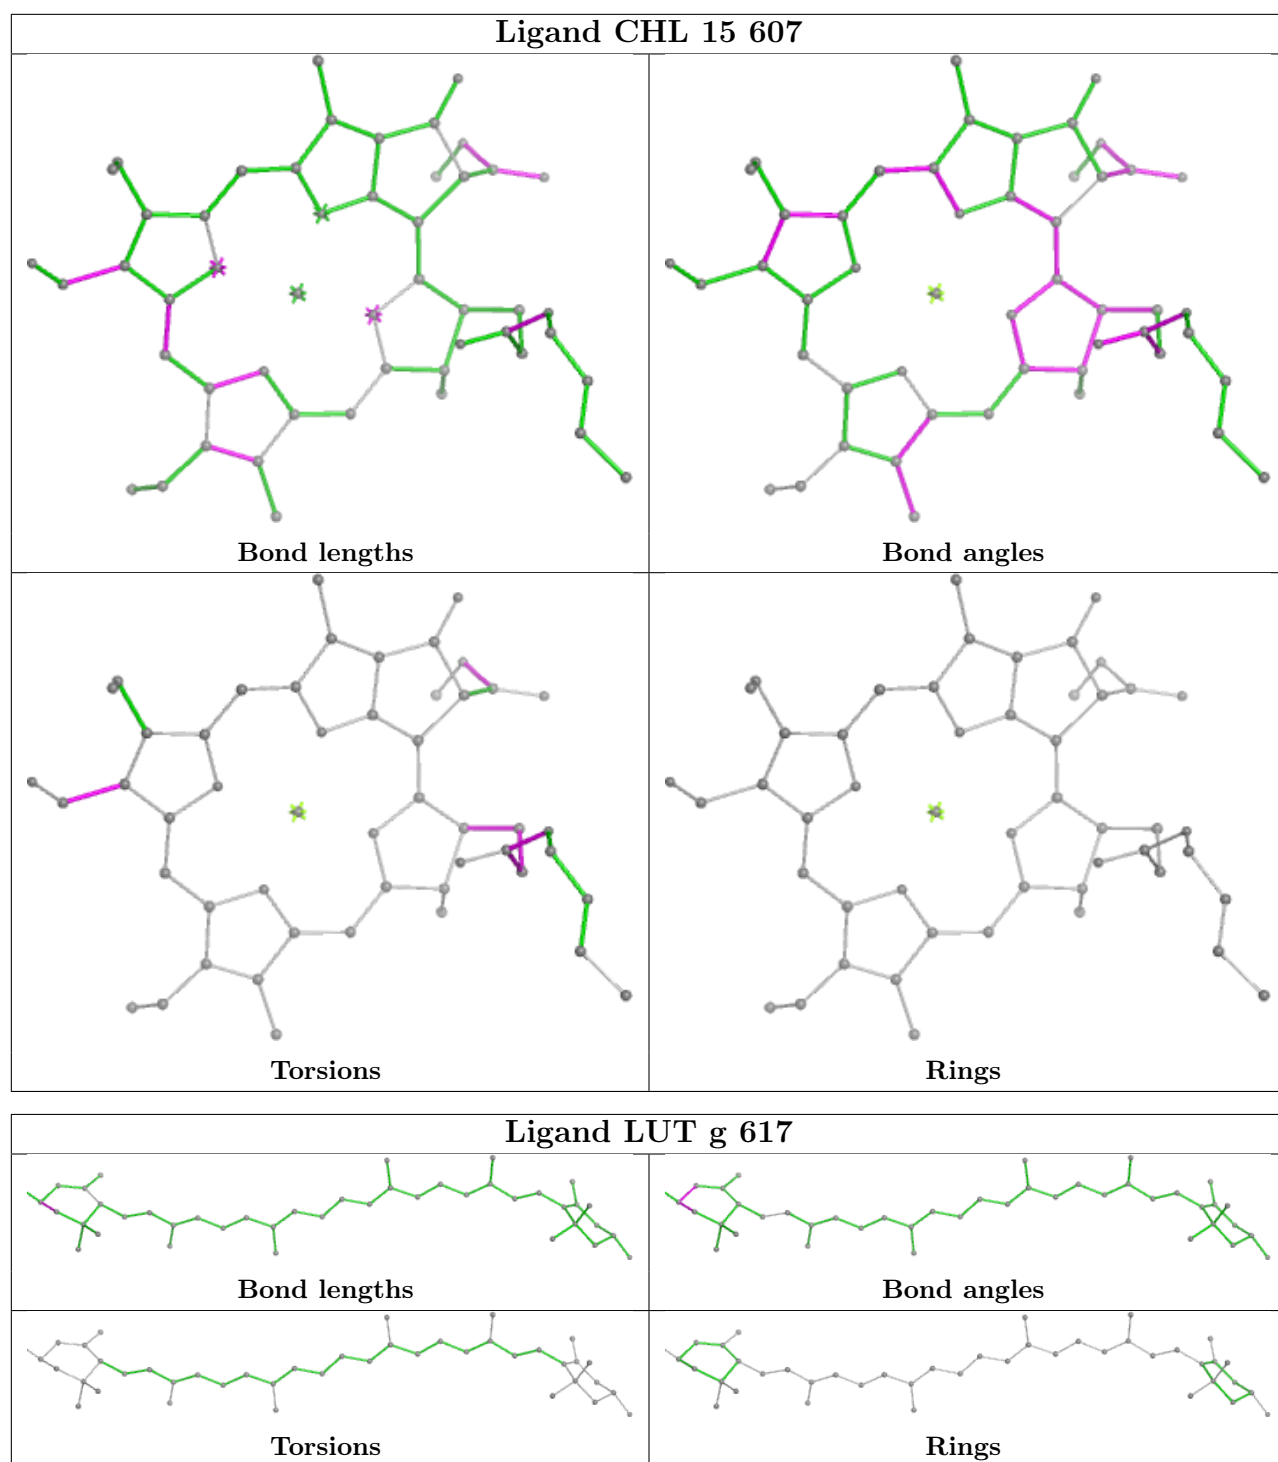 Ligand CHL 15 607
Bond lengths
Bond angles
Torsions
Rings
Ligand LUT g 617
Bond lengths
Bond angles
Torsions
Rings